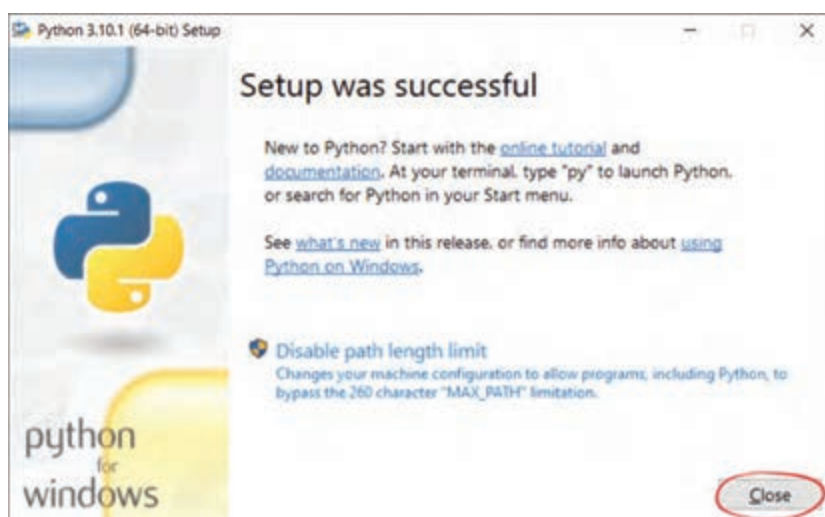 Python 3.10.1 (64-bit) Setup
Setup was successful
New to Python? Start with the online tutorial and
documentation. At your terminal, type "py" to launch Python,
or search for Python in your Start menu.
See what's new in this release, or find more info about using
Python on Windows.
Disable path length limit
Changes your machine configuration to allow programs, including Python, to
bypass the 260 character "MAX_PATH" limitation.
python
for
windows
Close